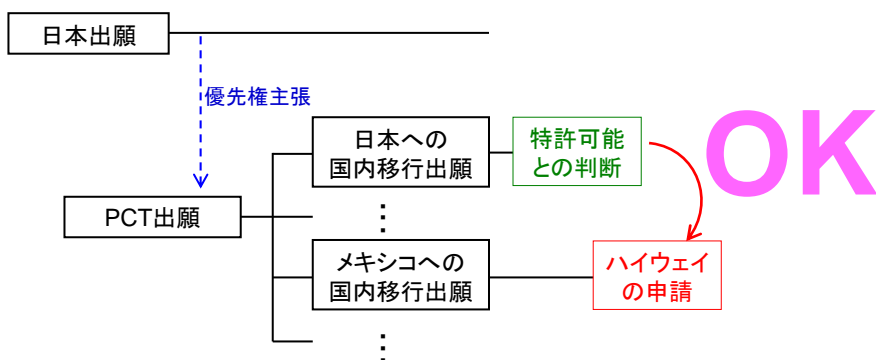 日本出願
優先権主張
日本への
国内移行出願
特許可能
との判断
OK
PCT出願
⋮
メキシコへの
国内移行出願
ハイウェイ
の申請
⋮